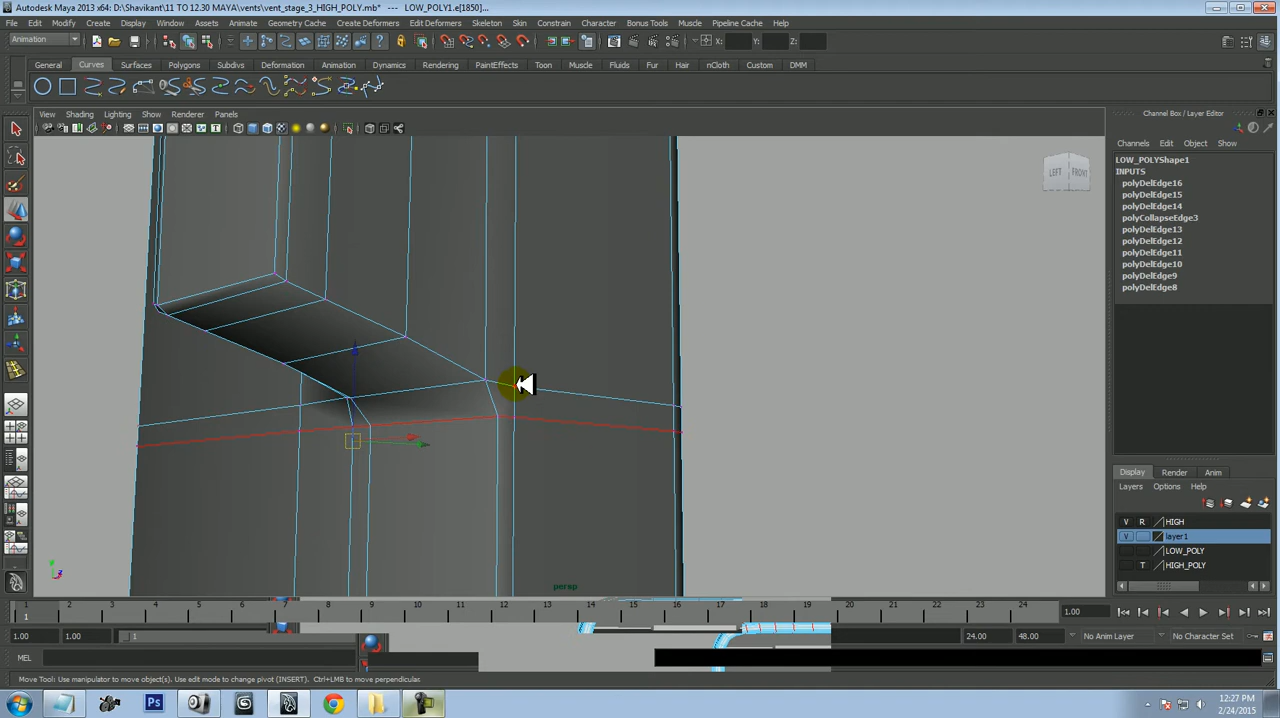 Autodesk Maya 2013 x64: D:\Shavikant\11 TO 12.30 MAYA\vents\vent_stage_3_HIGH_POLY.mb* --- LOW_POLY1.e[1850]...
File Edit Modify Create Display Window Assets Animate Geometry Cache Create Deformers Edit Deformers Skeleton Skin Constraint Character Bonus Tools Muscle Pipeline Cache Help
Animation X: Y: Z:
General Curves Surfaces Polygons Subdivs Deformation Animation Dynamics Rendering PaintEffects Toon Muscle Fluids Fur Hair nCloth Custom DMM
View Shading Lighting Show Renderer Panels
Channel Box / Layer Editor
Channels Edit Object Show
LOW_POLYShape1
INPUTS
polyDelEdge16
polyDelEdge15
polyDelEdge14
polyCollapseEdge3
polyDelEdge13
polyDelEdge12
polyDelEdge11
polyDelEdge10
polyDelEdge9
polyDelEdge8
LEFT FRONT
Display Render Anim
Layers Options Help
V R HIGH
V layer1
LOW_POLY
T HIGH_POLY
persp
1 2 3 4 5 6 7 8 9 10 11 12 13 14 15 16 17 18 19 20 21 22 23 24 1.00
1
1.00 1.00 1 24.00 48.00 No Anim Layer No Character Set
MEL
Move Tool: Use manipulator to move object(s). Use edit mode to change pivot (INSERT). Ctrl+LMB to move perpendicular.
Ps 12:27 PM
2/24/2015